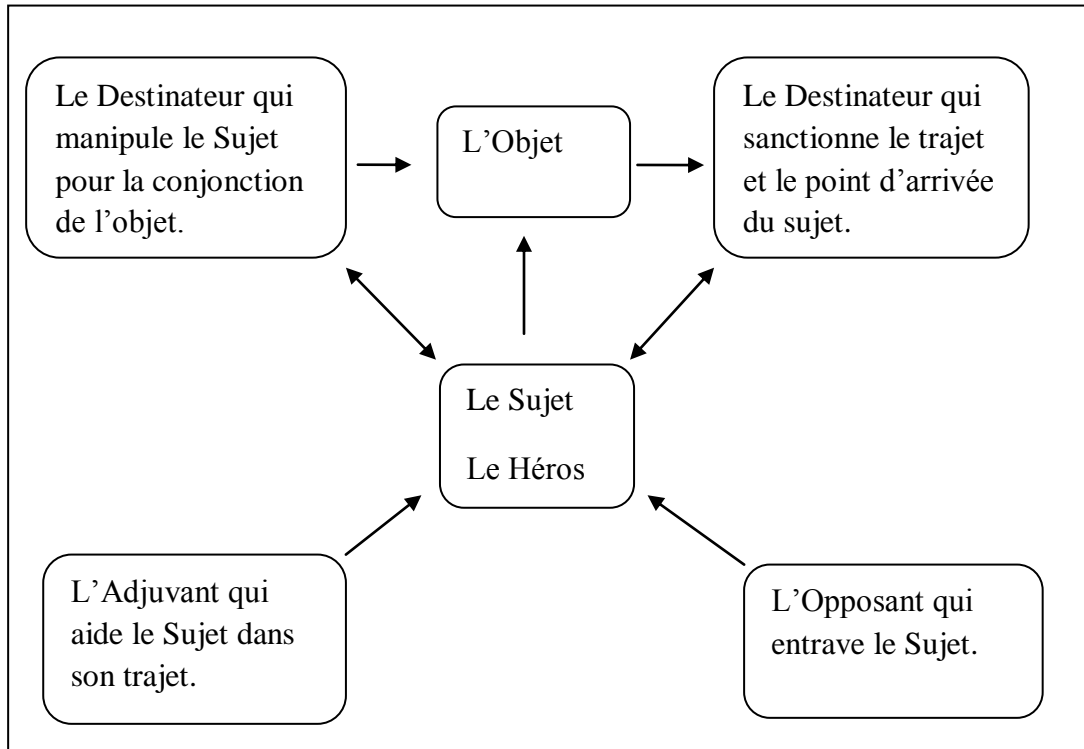 Le Destinateur qui
manipule le Sujet
pour la conjonction
de l’objet.
L’Objet
Le Destinateur qui
sanctionne le trajet
et le point d’arrivée
du sujet.
Le Sujet
Le Héros
L’Adjuvant qui
aide le Sujet dans
son trajet.
L’Opposant qui
entrave le Sujet.